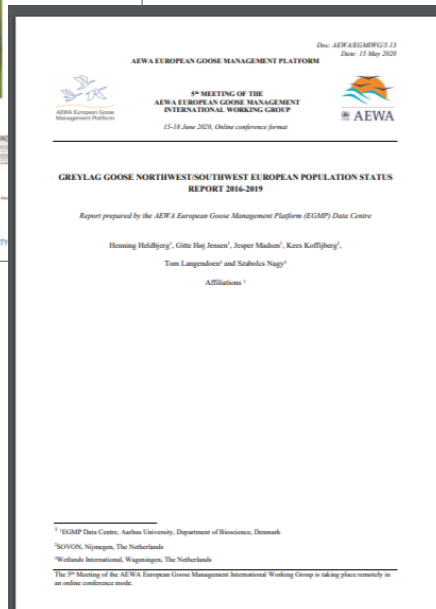 Doc. AEWA/EGMIWG/5.13
Date: 15 May 2020
AEWA EUROPEAN GOOSE MANAGEMENT PLATFORM
AEWA European Goose
Management Platform
5th MEETING OF THE
AEWA EUROPEAN GOOSE MANAGEMENT
INTERNATIONAL WORKING GROUP
15-18 June 2020, Online conference format
AEWA
GREYLAG GOOSE NORTHWEST/SOUTHWEST EUROPEAN POPULATION STATUS
REPORT 2016-2019
Report prepared by the AEWA European Goose Management Platform (EGMP) Data Centre
Henning Heldbjerg¹, Gitte Høj Jensen¹, Jesper Madsen¹, Kees Koffijberg²,
Tom Langendoen³ and Szabolcs Nagy³
Affiliations ¹
¹ ¹EGMP Data Centre, Aarhus University, Department of Bioscience, Denmark
²SOVON, Nijmegen, The Netherlands
³Wetlands International, Wageningen, The Netherlands
The 5th Meeting of the AEWA European Goose Management International Working Group is taking place remotely in
an online conference mode.